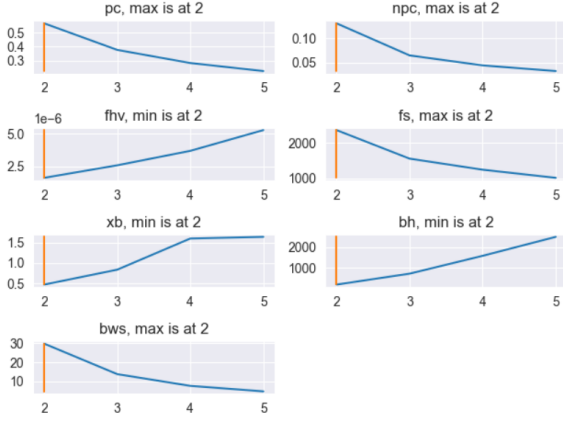 pc, max is at 2
0.5
0.4
0.3
2 3 4 5
npc, max is at 2
0.10
0.05
2 3 4 5
fhv, min is at 2
1e−6
5.0
2.5
2 3 4 5
fs, max is at 2
2000
1000
2 3 4 5
xb, min is at 2
1.5
1.0
0.5
2 3 4 5
bh, min is at 2
2000
1000
2 3 4 5
bws, max is at 2
30
20
10
2 3 4 5